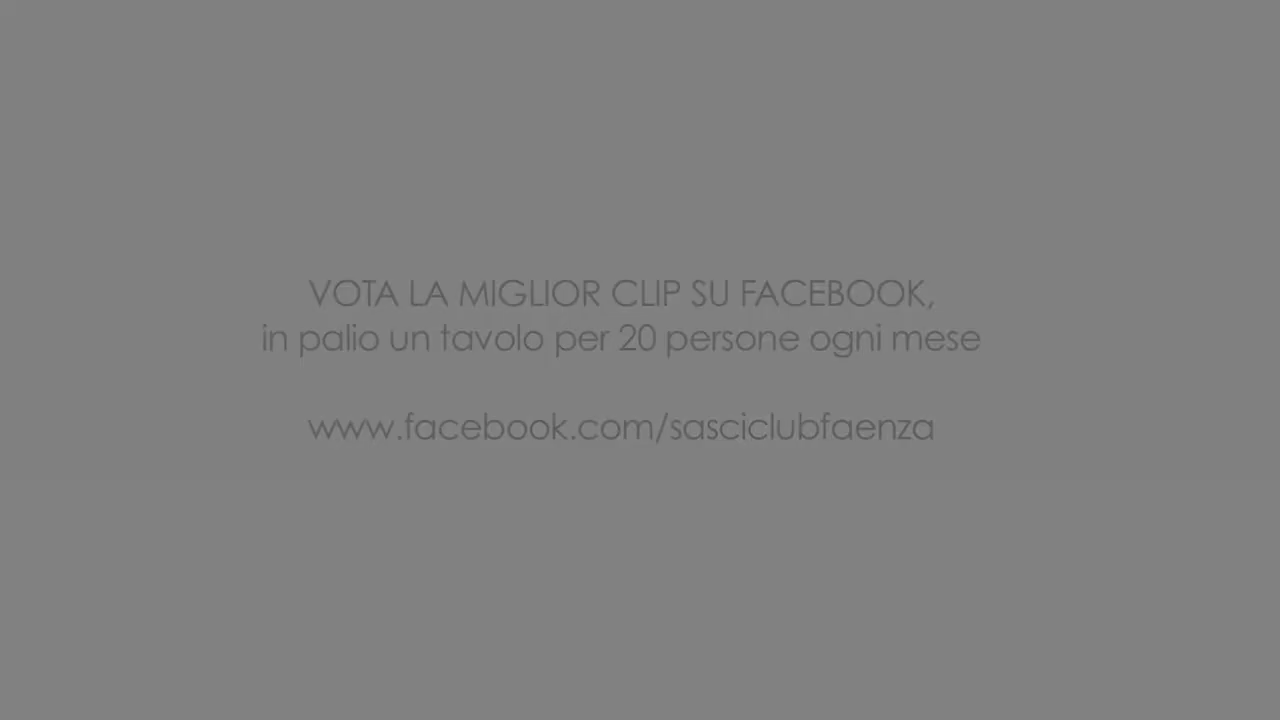 VOTA LA MIGLIOR CLIP SU FACEBOOK,
in palio un tavolo per 20 persone ogni mese
www.facebook.com/sasciclubfaenza